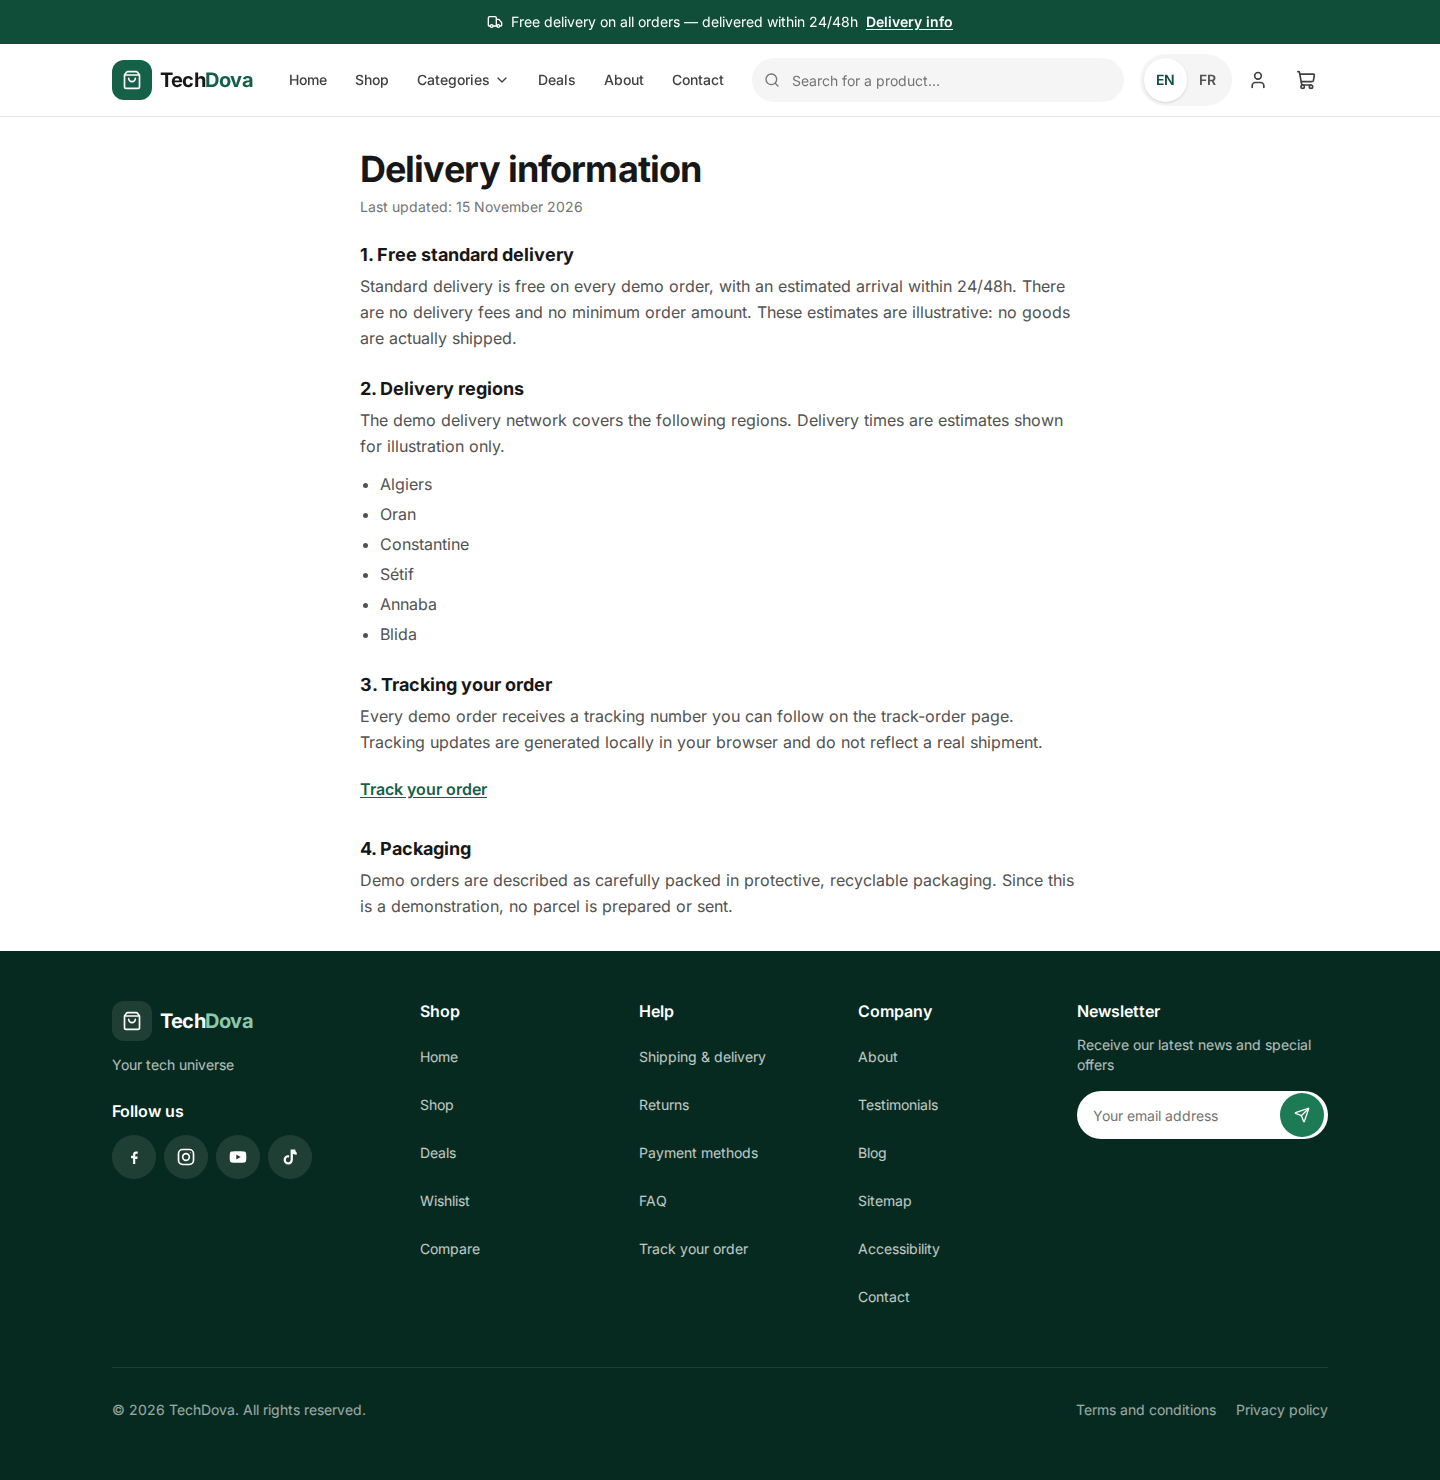 Free delivery on all orders — delivered within 24/48h Delivery info
TechDova
Home
Shop
Categories
Deals
About
Contact
Search for a product...
EN
FR
Delivery information
Last updated: 15 November 2026
1. Free standard delivery
Standard delivery is free on every demo order, with an estimated arrival within 24/48h. There
are no delivery fees and no minimum order amount. These estimates are illustrative: no goods
are actually shipped.
2. Delivery regions
The demo delivery network covers the following regions. Delivery times are estimates shown
for illustration only.
• Algiers
• Oran
• Constantine
• Sétif
• Annaba
• Blida
3. Tracking your order
Every demo order receives a tracking number you can follow on the track-order page.
Tracking updates are generated locally in your browser and do not reflect a real shipment.
Track your order
4. Packaging
Demo orders are described as carefully packed in protective, recyclable packaging. Since this
is a demonstration, no parcel is prepared or sent.
TechDova
Your tech universe
Follow us
Shop
Home
Shop
Deals
Wishlist
Compare
Help
Shipping & delivery
Returns
Payment methods
FAQ
Track your order
Company
About
Testimonials
Blog
Sitemap
Accessibility
Contact
Newsletter
Receive our latest news and special
offers
Your email address
© 2026 TechDova. All rights reserved.
Terms and conditions
Privacy policy